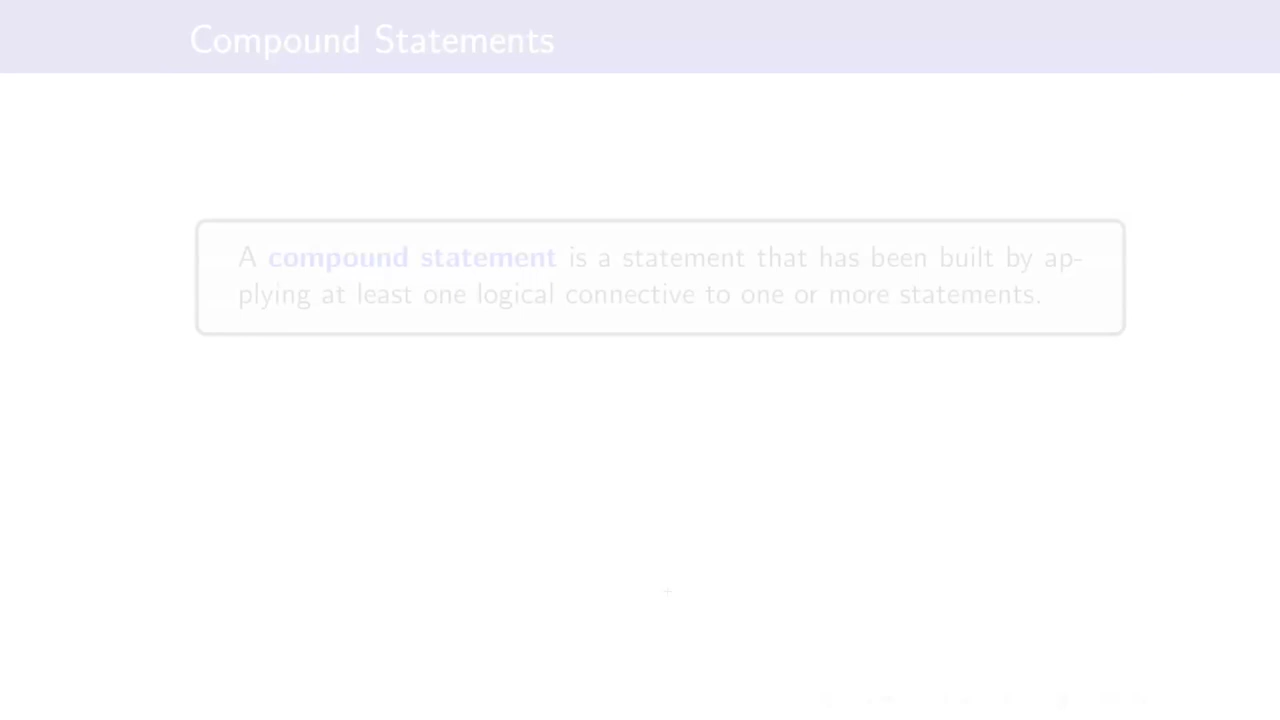 Compound Statements
A compound statement is a statement that has been built by ap-
plying at least one logical connective to one or more statements.